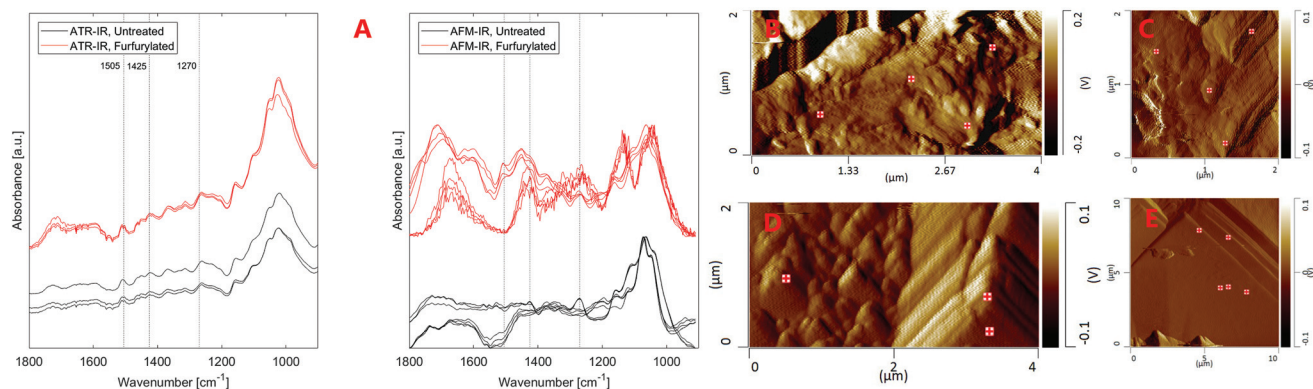 A
ATR-IR, Untreated
ATR-IR, Furfurylated
1505 1425 1270
Absorbance [a.u.]
1800 1600 1400 1200 1000
Wavenumber [cm⁻¹]
AFM-IR, Untreated
AFM-IR, Furfurylated
Absorbance [a.u.]
1800 1600 1400 1200 1000
Wavenumber [cm⁻¹]
B
2
(µm)
0
0 1.33 2.67 4
(µm)
0.2
(V)
-0.2
C
2
(µm)
1
0
1 2
(µm)
0.1
-0.1
D
2
(µm)
0
0 2 4
(µm)
0.1
(V)
-0.1
E
10
(µm)
5
0
0 5 10
(µm)
0.1
-0.1